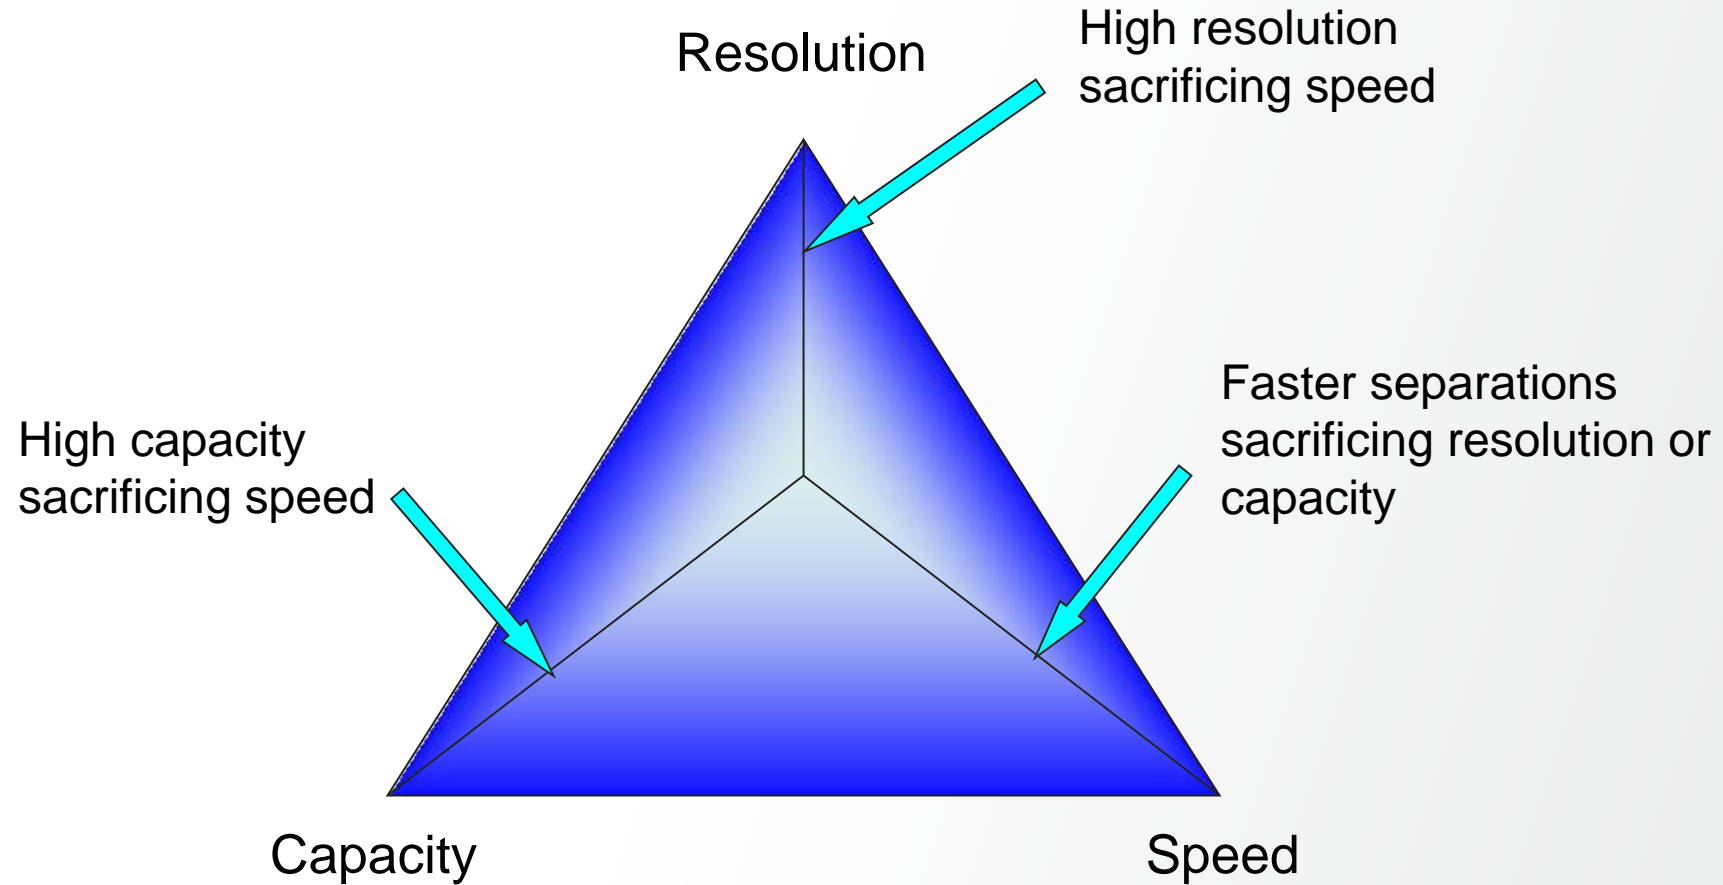 Resolution
High resolution
sacrificing speed
High capacity
sacrificing speed
Faster separations
sacrificing resolution or
capacity
Capacity
Speed